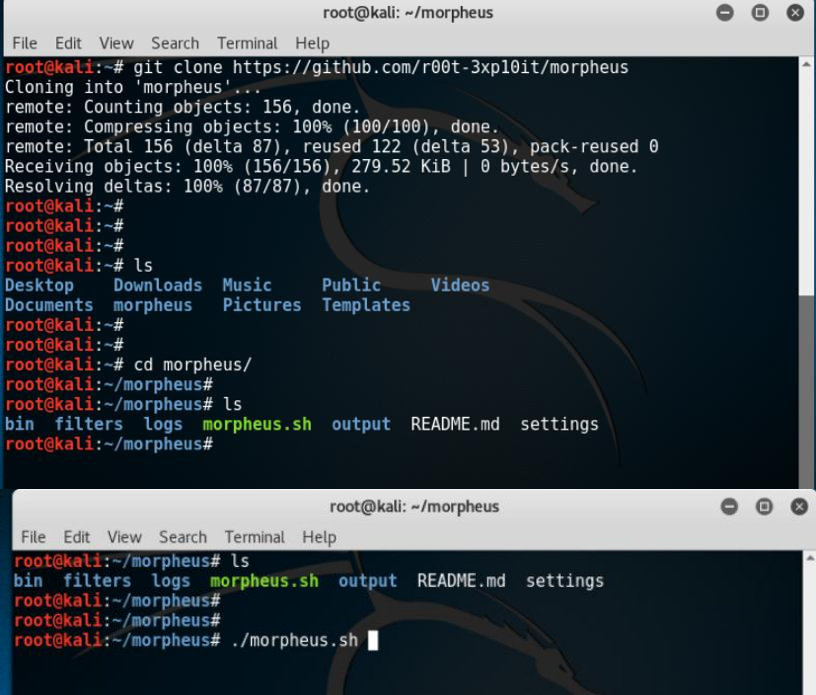 root@kali: ~/morpheus
File Edit View Search Terminal Help
root@kali:~# git clone https://github.com/r00t-3xp10it/morpheus
Cloning into 'morpheus'...
remote: Counting objects: 156, done.
remote: Compressing objects: 100% (100/100), done.
remote: Total 156 (delta 87), reused 122 (delta 53), pack-reused 0
Receiving objects: 100% (156/156), 279.52 KiB | 0 bytes/s, done.
Resolving deltas: 100% (87/87), done.
root@kali:~#
root@kali:~#
root@kali:~#
root@kali:~# ls
Desktop Downloads Music Public Videos
Documents morpheus Pictures Templates
root@kali:~#
root@kali:~#
root@kali:~# cd morpheus/
root@kali:~/morpheus#
root@kali:~/morpheus# ls
bin filters logs morpheus.sh output README.md settings
root@kali:~/morpheus#
root@kali: ~/morpheus
File Edit View Search Terminal Help
root@kali:~/morpheus# ls
bin filters logs morpheus.sh output README.md settings
root@kali:~/morpheus#
root@kali:~/morpheus#
root@kali:~/morpheus# ./morpheus.sh